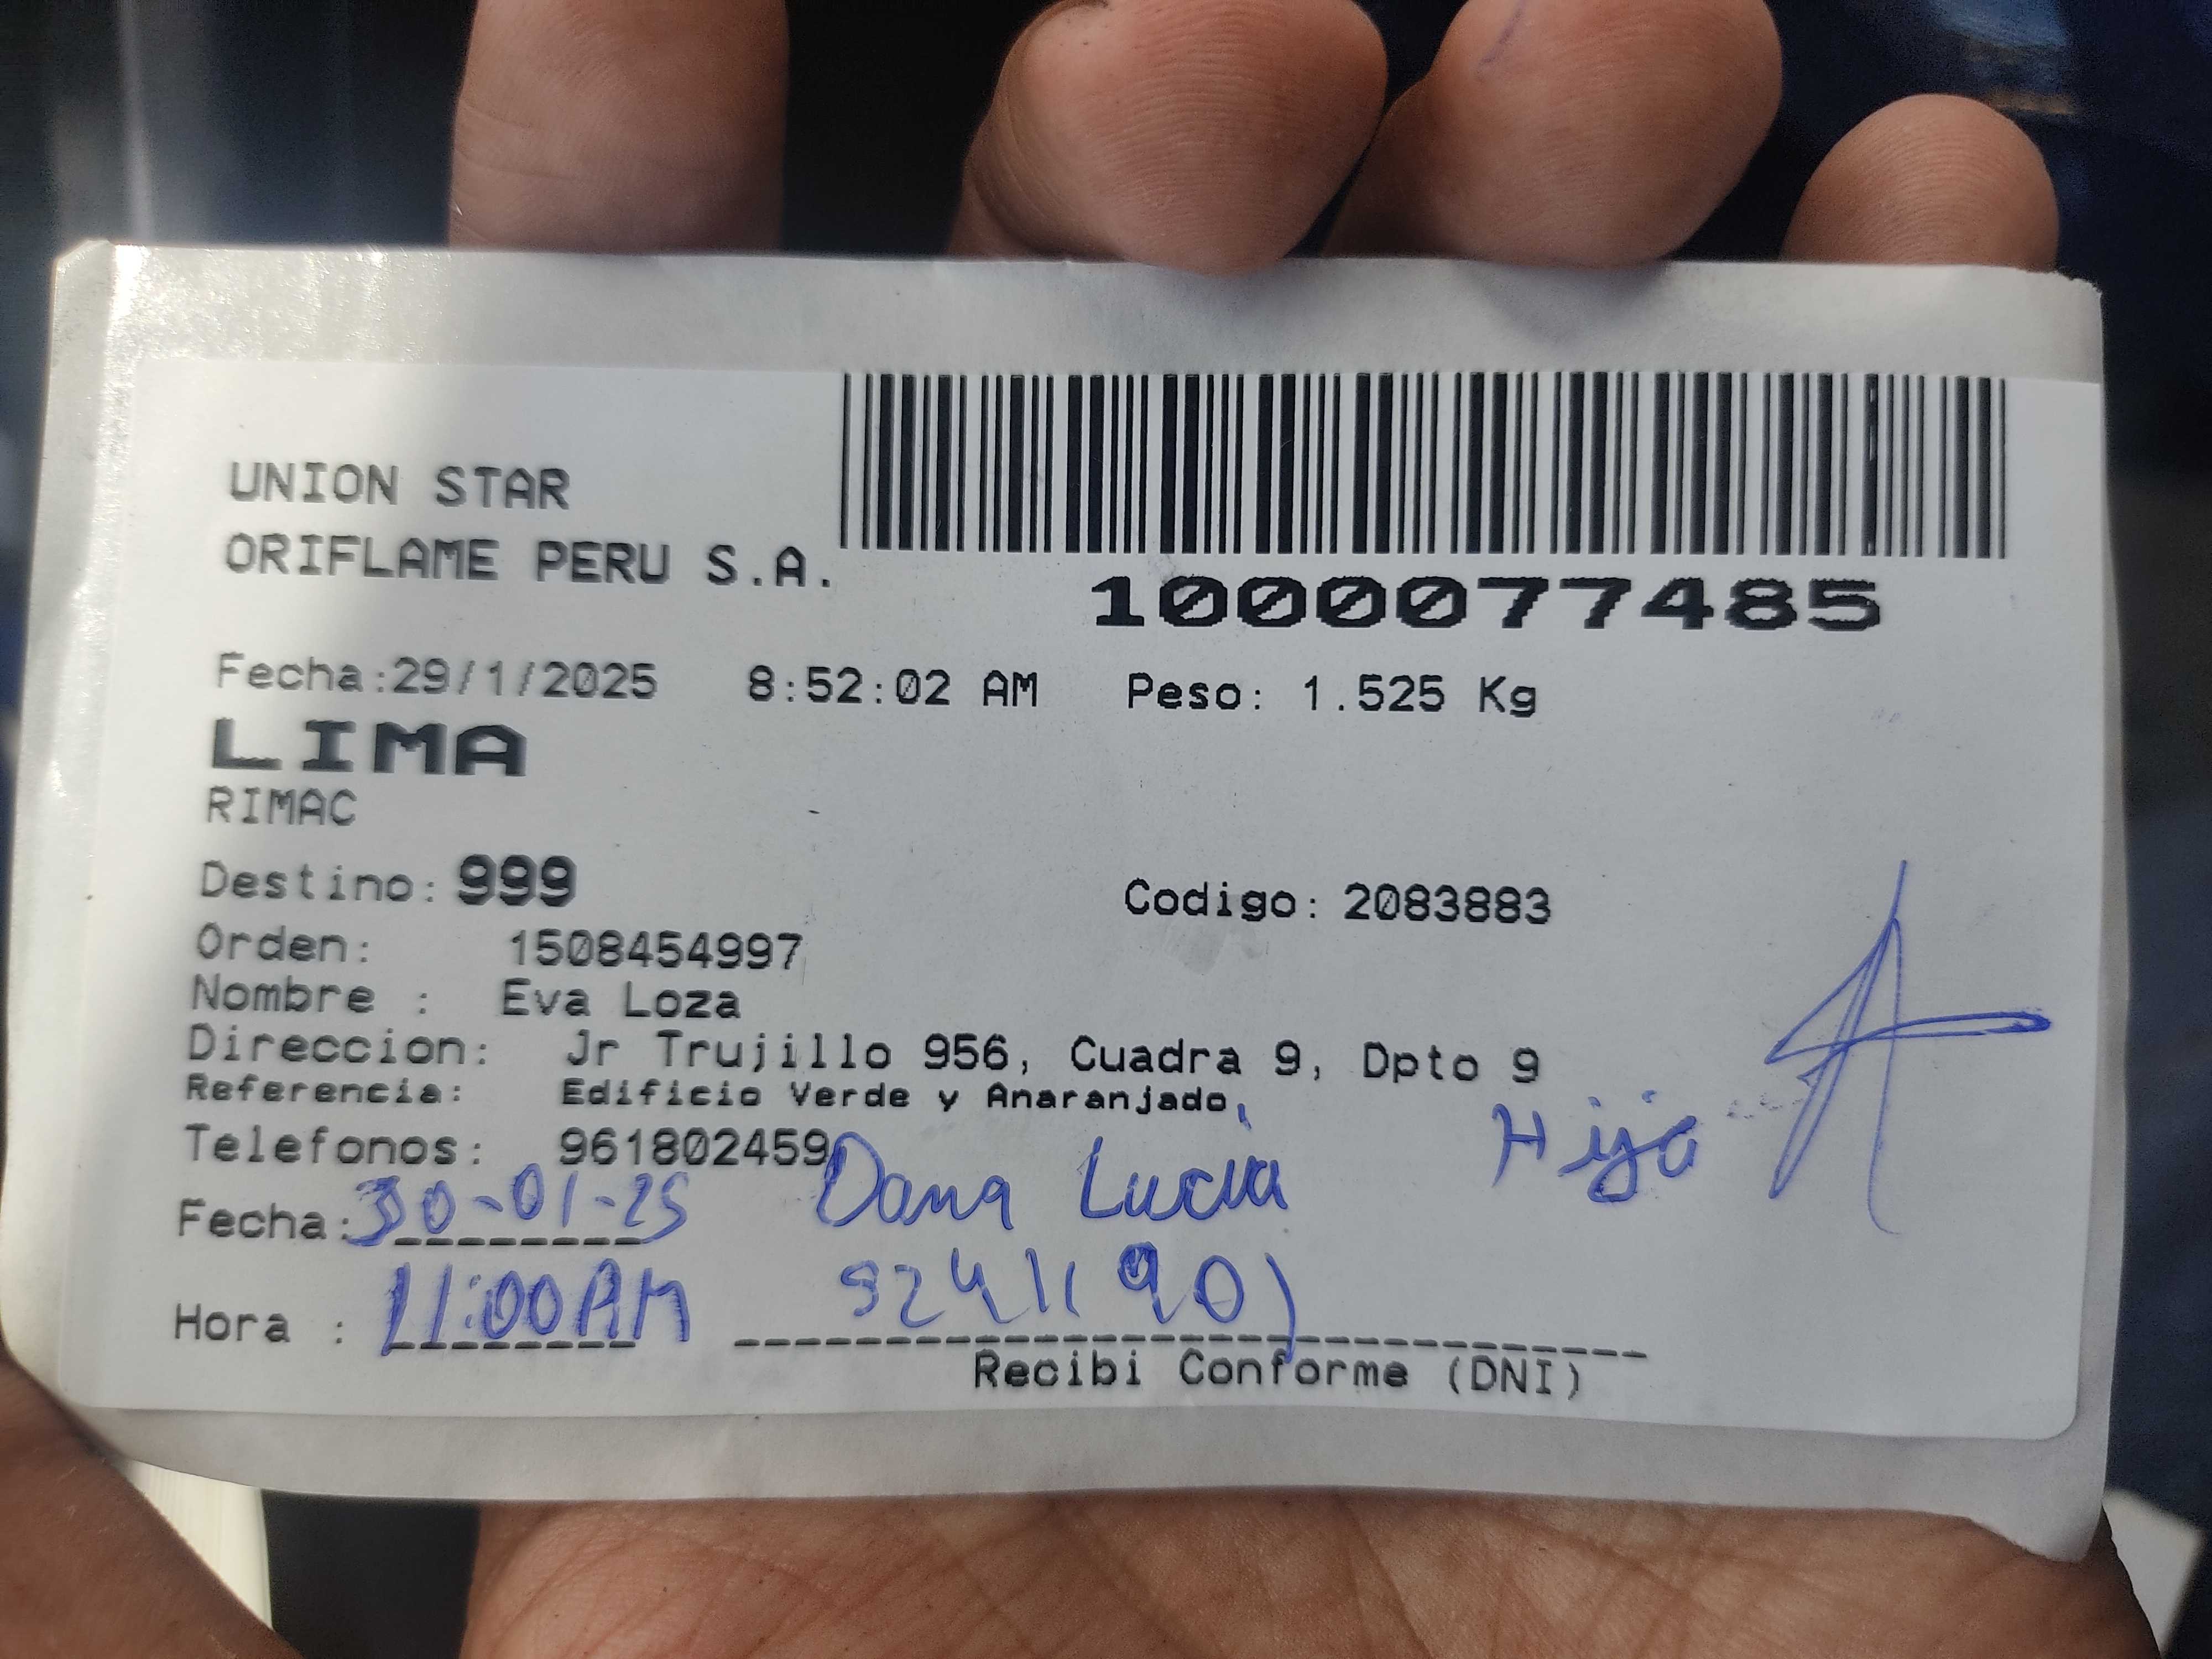 UNION STAR
ORIFLAME PERU S.A.
1000077485
Fecha:29/1/2025 8:52:02 AM Peso: 1.525 Kg
LIMA
RIMAC
Destino: 999 Codigo: 2083883
Orden: 1508454997
Nombre : Eva Loza
Direccion: Jr Trujillo 956, Cuadra 9, Dpto 9
Referencia: Edificio Verde y Anaranjado,
Telefonos: 961802459 Hija
Fecha: 30-01-25 Dana Lucia
Hora : 11:00AM
Recibi Conforme (DNI)